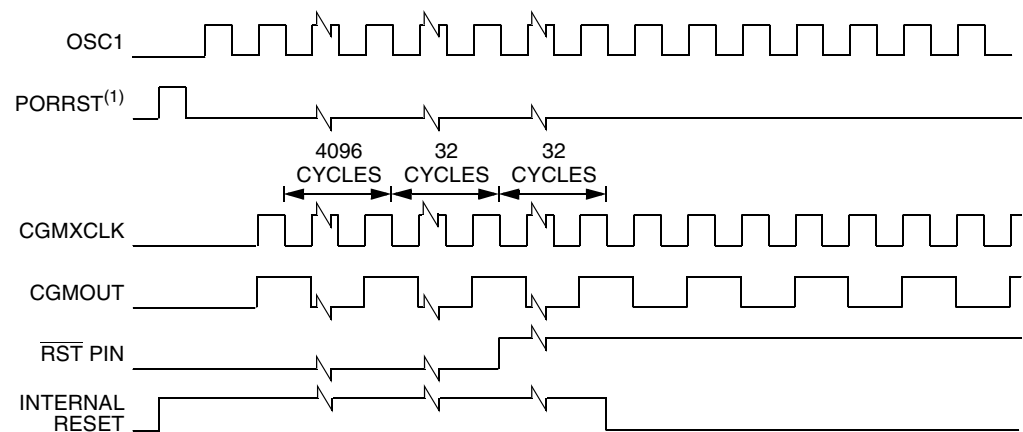 OSC1
PORRST(1)
4096
CYCLES
32
CYCLES
32
CYCLES
CGMXCLK
CGMOUT
RST PIN
INTERNAL
RESET